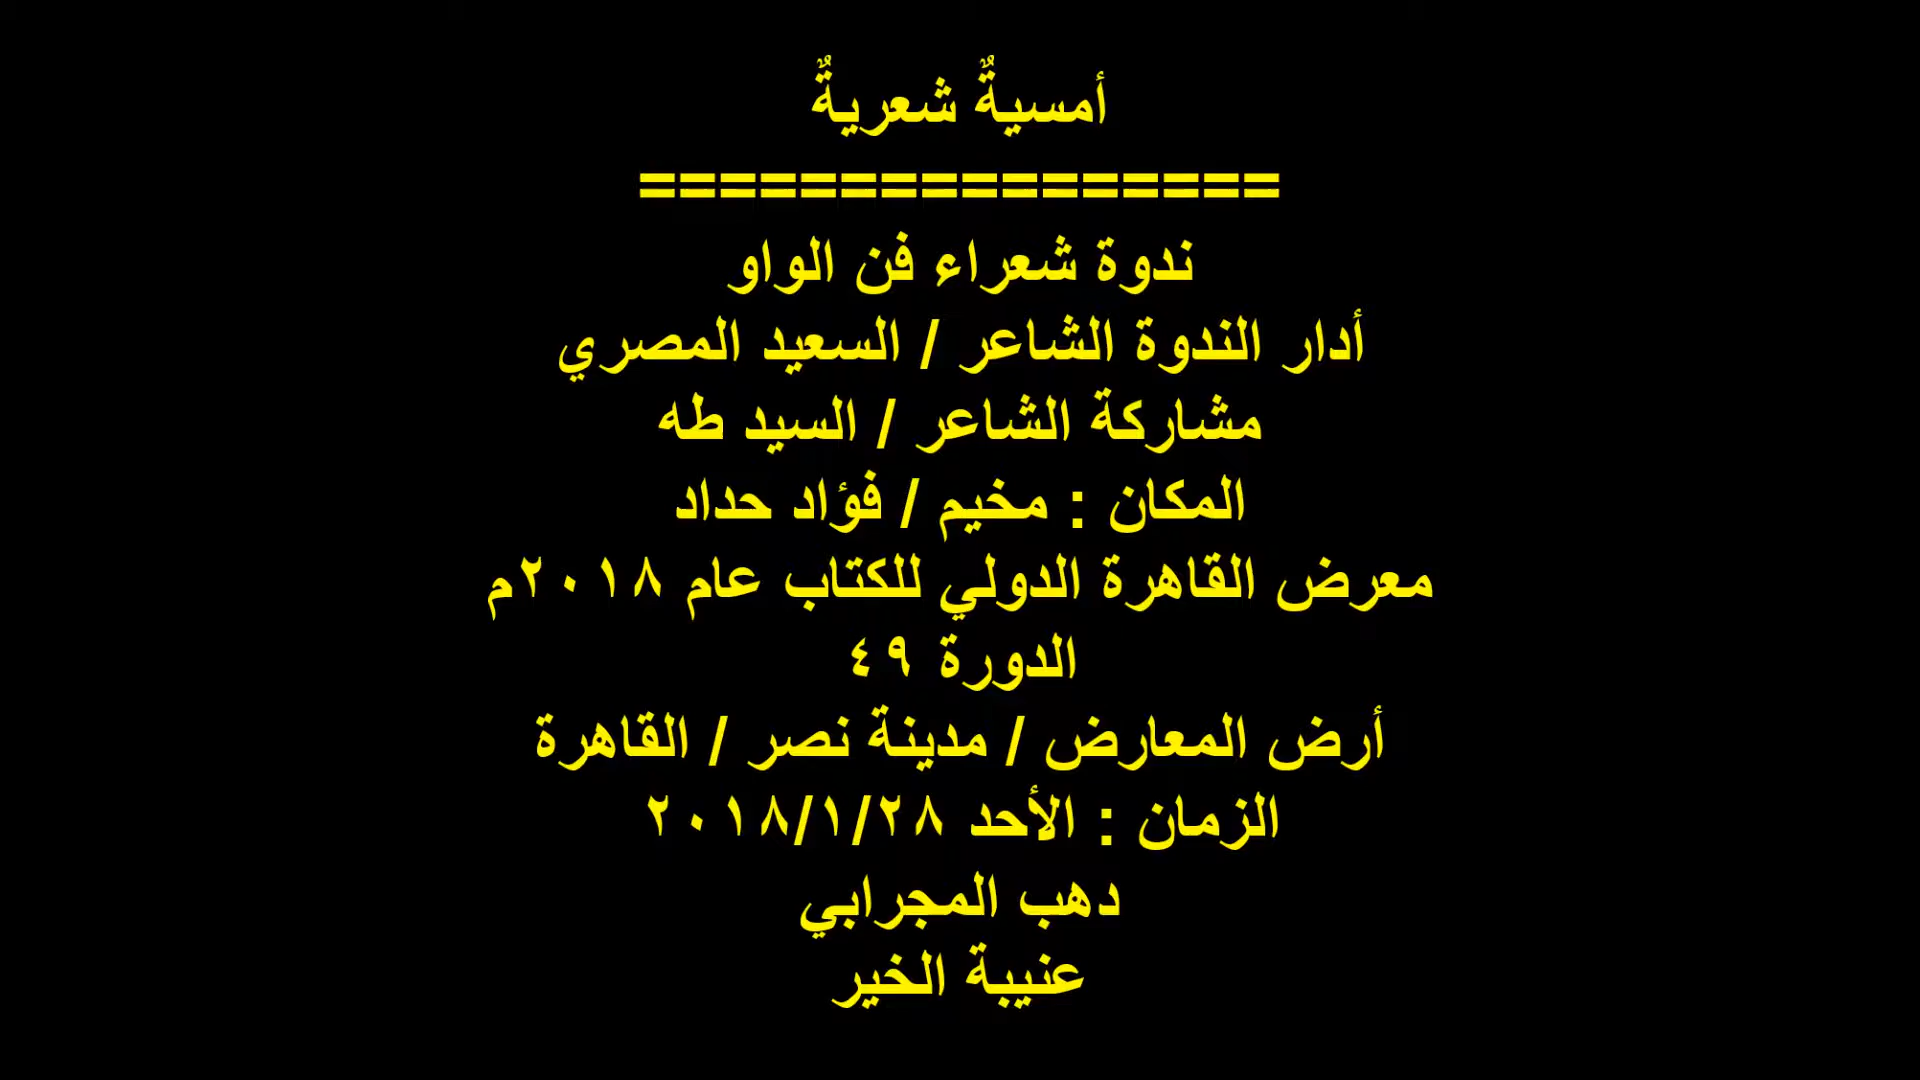 أمسيةٌ شعريةٌ
================
ندوة شعراء فن الواو
أدار الندوة الشاعر / السعيد المصري
مشاركة الشاعر / السيد طه
المكان : مخيم / فؤاد حداد
معرض القاهرة الدولي للكتاب عام ٢٠١٨م
الدورة ٤٩
أرض المعارض / مدينة نصر / القاهرة
الزمان : الأحد ٢٠١٨/١/٢٨
دهب المجرابي
عنيبة الخير